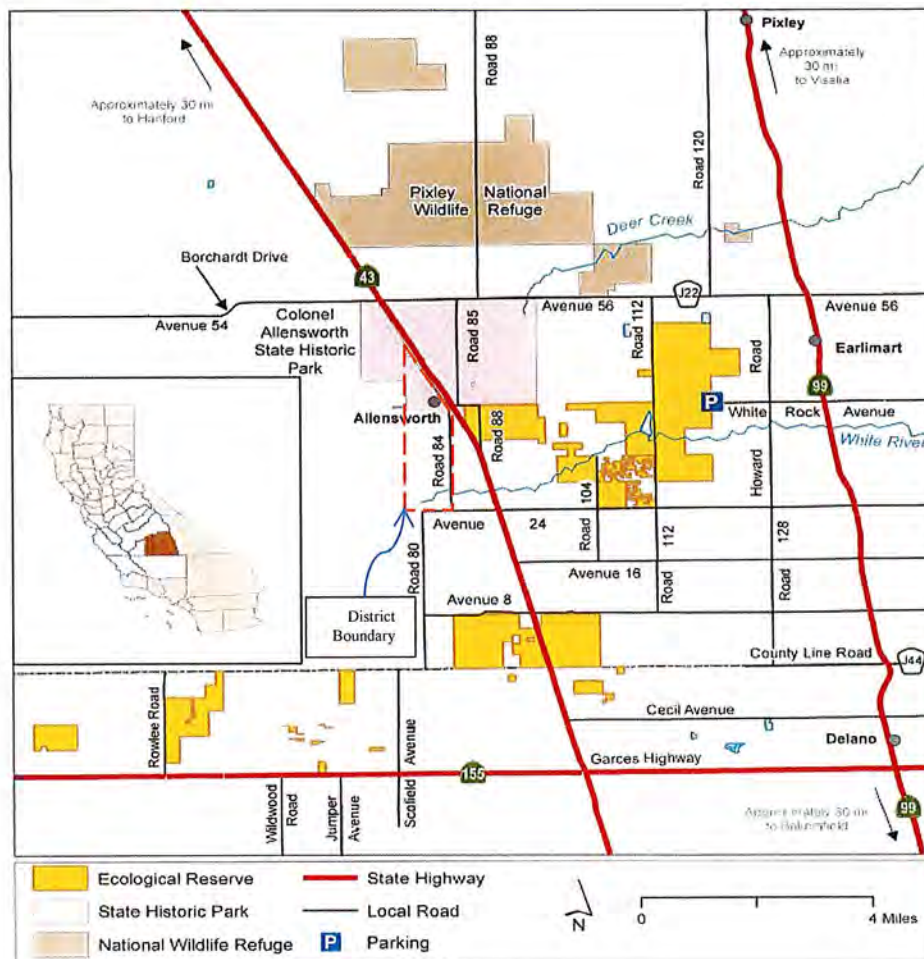 Pixley
Road 88
Approximately
30 mi
to Visalia
Approximately 30 mi
to Hanford
Road 120
Pixley National
Wildlife Refuge
Deer Creek
Borchardt Drive
43
J22
Avenue 54
Avenue 56
Avenue 56
Road 112
Colonel
Allensworth
State Historic
Park
Road 85
Road
Earlimart
99
P
Allensworth
White Rock Avenue
Road 88
White River
Road 84
Howard
104
Avenue 24
Road
112
128
Road 80
Avenue 16
Road
Road
District
Boundary
Avenue 8
County Line Road
J44
Rowlee Road
Cecil Avenue
Scofield Avenue
Delano
Garces Highway
155
Wildwood
Road
Jumper
Avenue
99
Approximately 30 mi
to Bakersfield
Ecological Reserve
State Highway
State Historic Park
Local Road
National Wildlife Refuge
P
Parking
N
0
4 Miles